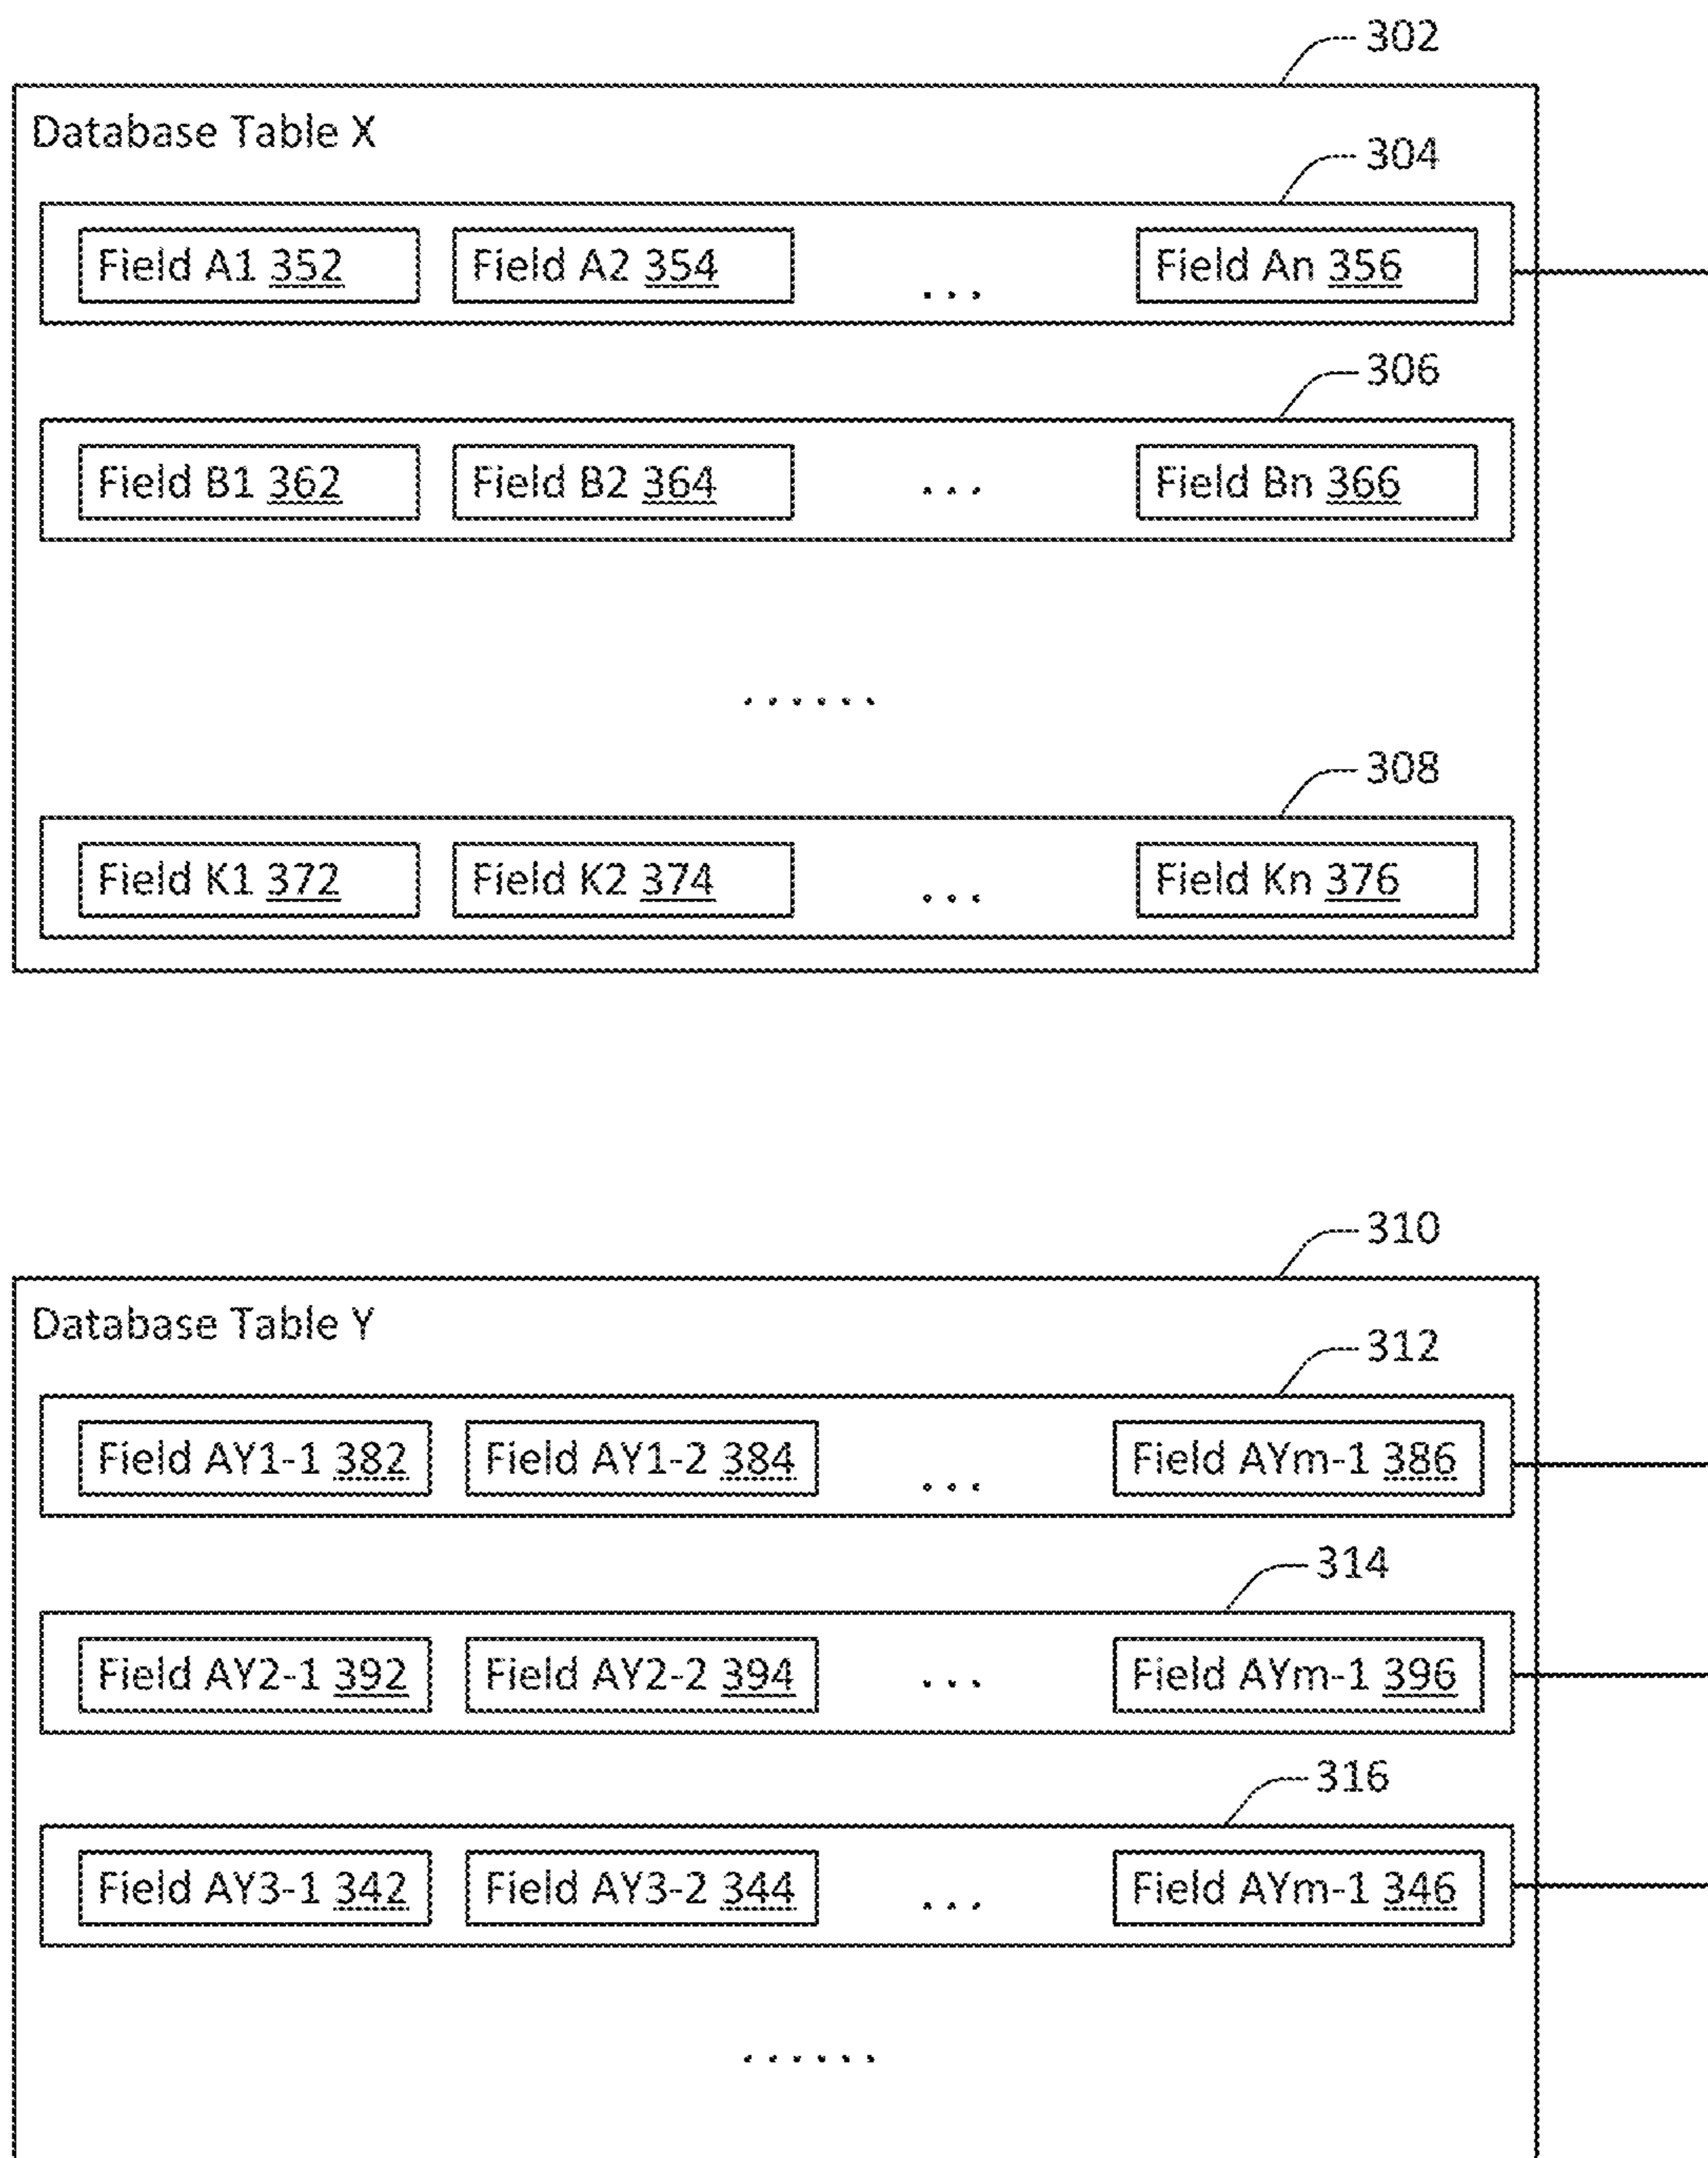 302
Database Table X
304
Field A1 352 Field A2 354 ... Field An 356
306
Field B1 362 Field B2 364 ... Field Bn 366
......
308
Field K1 372 Field K2 374 ... Field Kn 376
310
Database Table Y
312
Field AY1-1 382 Field AY1-2 384 ... Field AYm-1 386
314
Field AY2-1 392 Field AY2-2 394 ... Field AYm-1 396
316
Field AY3-1 342 Field AY3-2 344 ... Field AYm-1 346
......